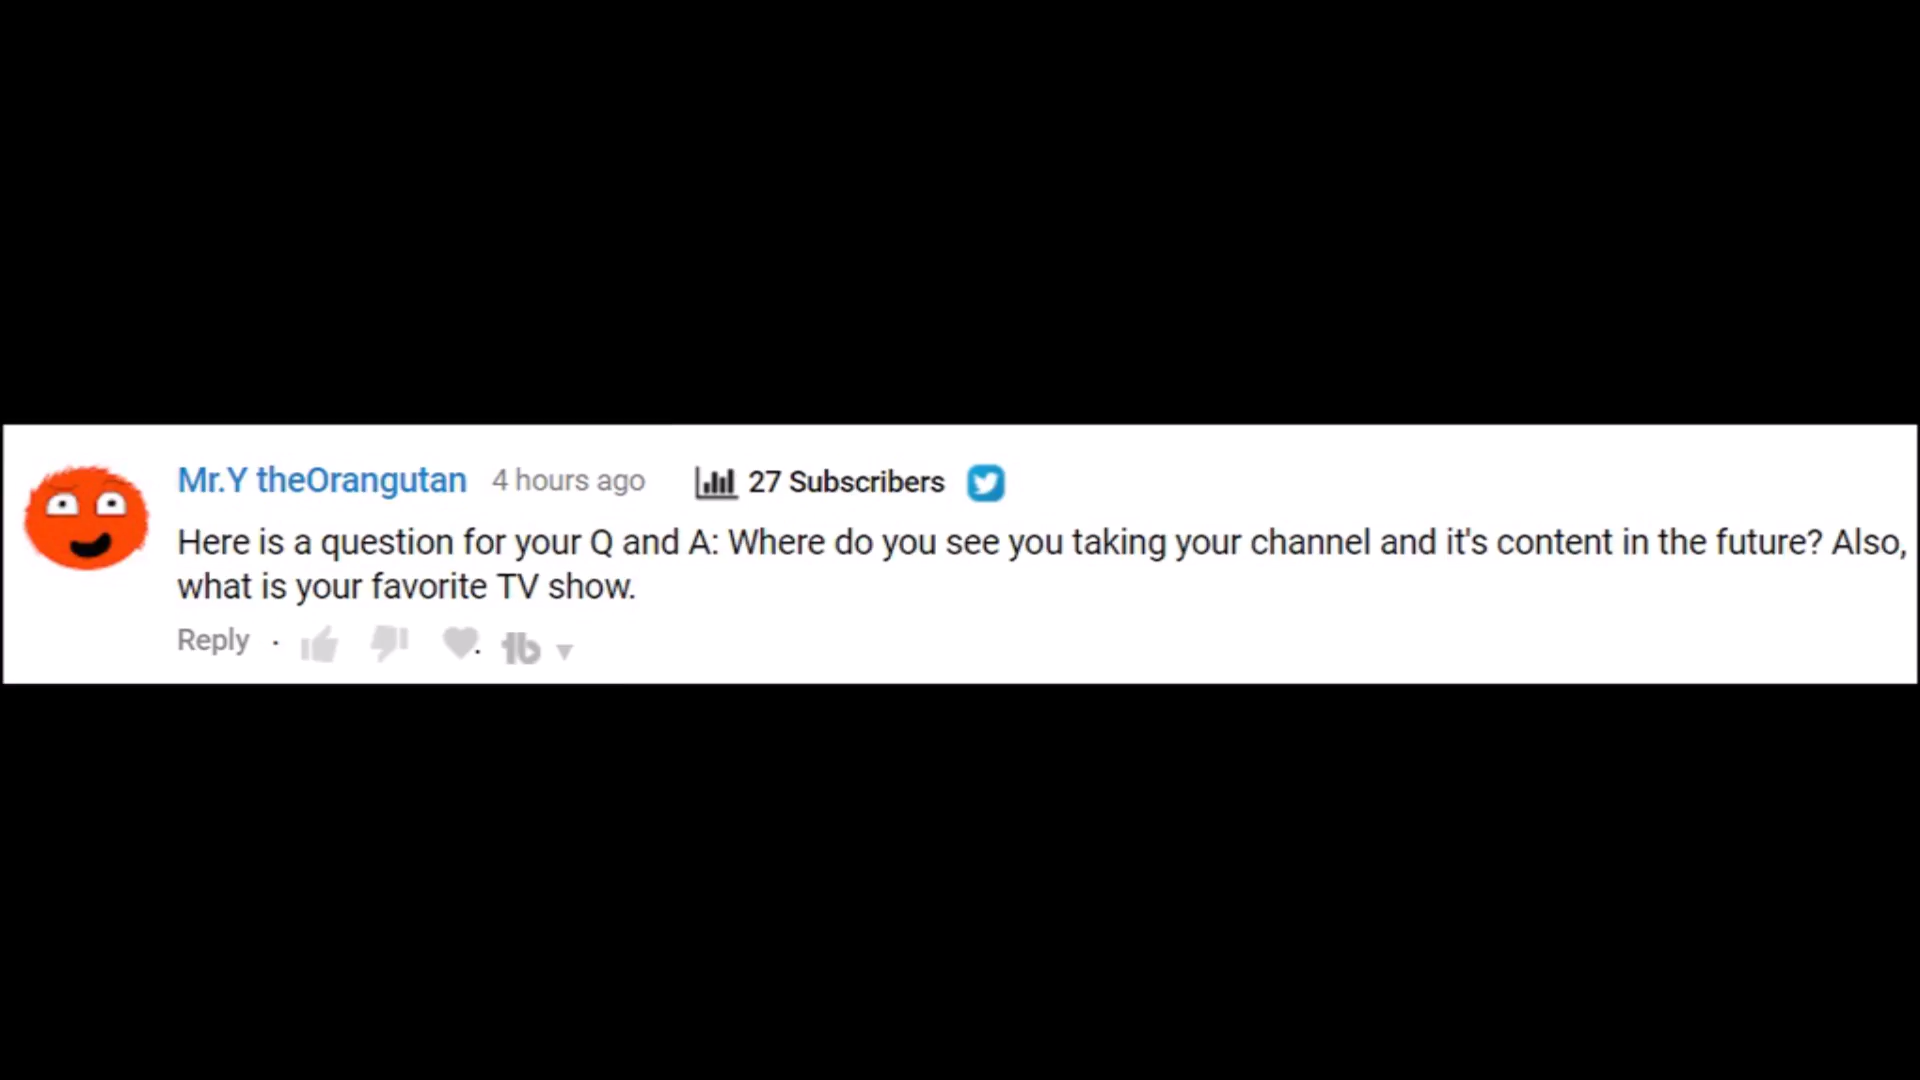 Mr.Y theOrangutan 4 hours ago 27 Subscribers
Here is a question for your Q and A: Where do you see you taking your channel and it's content in the future? Also,
what is your favorite TV show.
Reply · tb